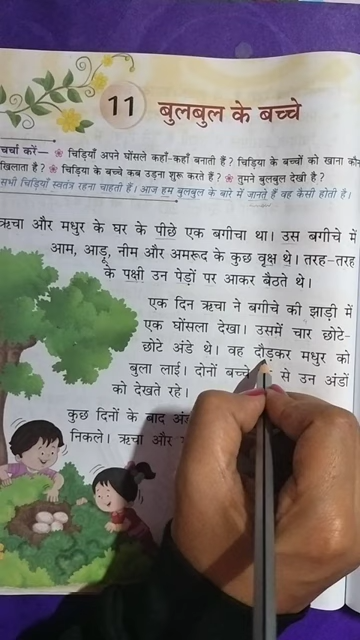 11
बुलबुल के बच्चे
चर्चा करें— चिड़ियाँ अपने घोंसले कहाँ-कहाँ बनाती हैं? चिड़िया के बच्चों को खाना कौन
खिलाता है? चिड़िया के बच्चे कब उड़ना शुरू करते हैं? तुमने बुलबुल देखी है?
सभी चिड़ियाँ स्वतंत्र रहना चाहती हैं। आज हम बुलबुल के बारे में जानते हैं वह कैसी होती है।
ऋचा और मधुर के घर के पीछे एक बगीचा था। उस बगीचे में
आम, आड़ू, नीम और अमरूद के कुछ वृक्ष थे। तरह-तरह
के पक्षी उन पेड़ों पर आकर बैठते थे।
एक दिन ऋचा ने बगीचे की झाड़ी में
एक घोंसला देखा। उसमें चार छोटे-
छोटे अंडे थे। वह दौड़कर मधुर को
बुला लाई। दोनों बच्चे से उन अंडों
को देखते रहे।
कुछ दिनों के बाद
निकले। ऋचा और